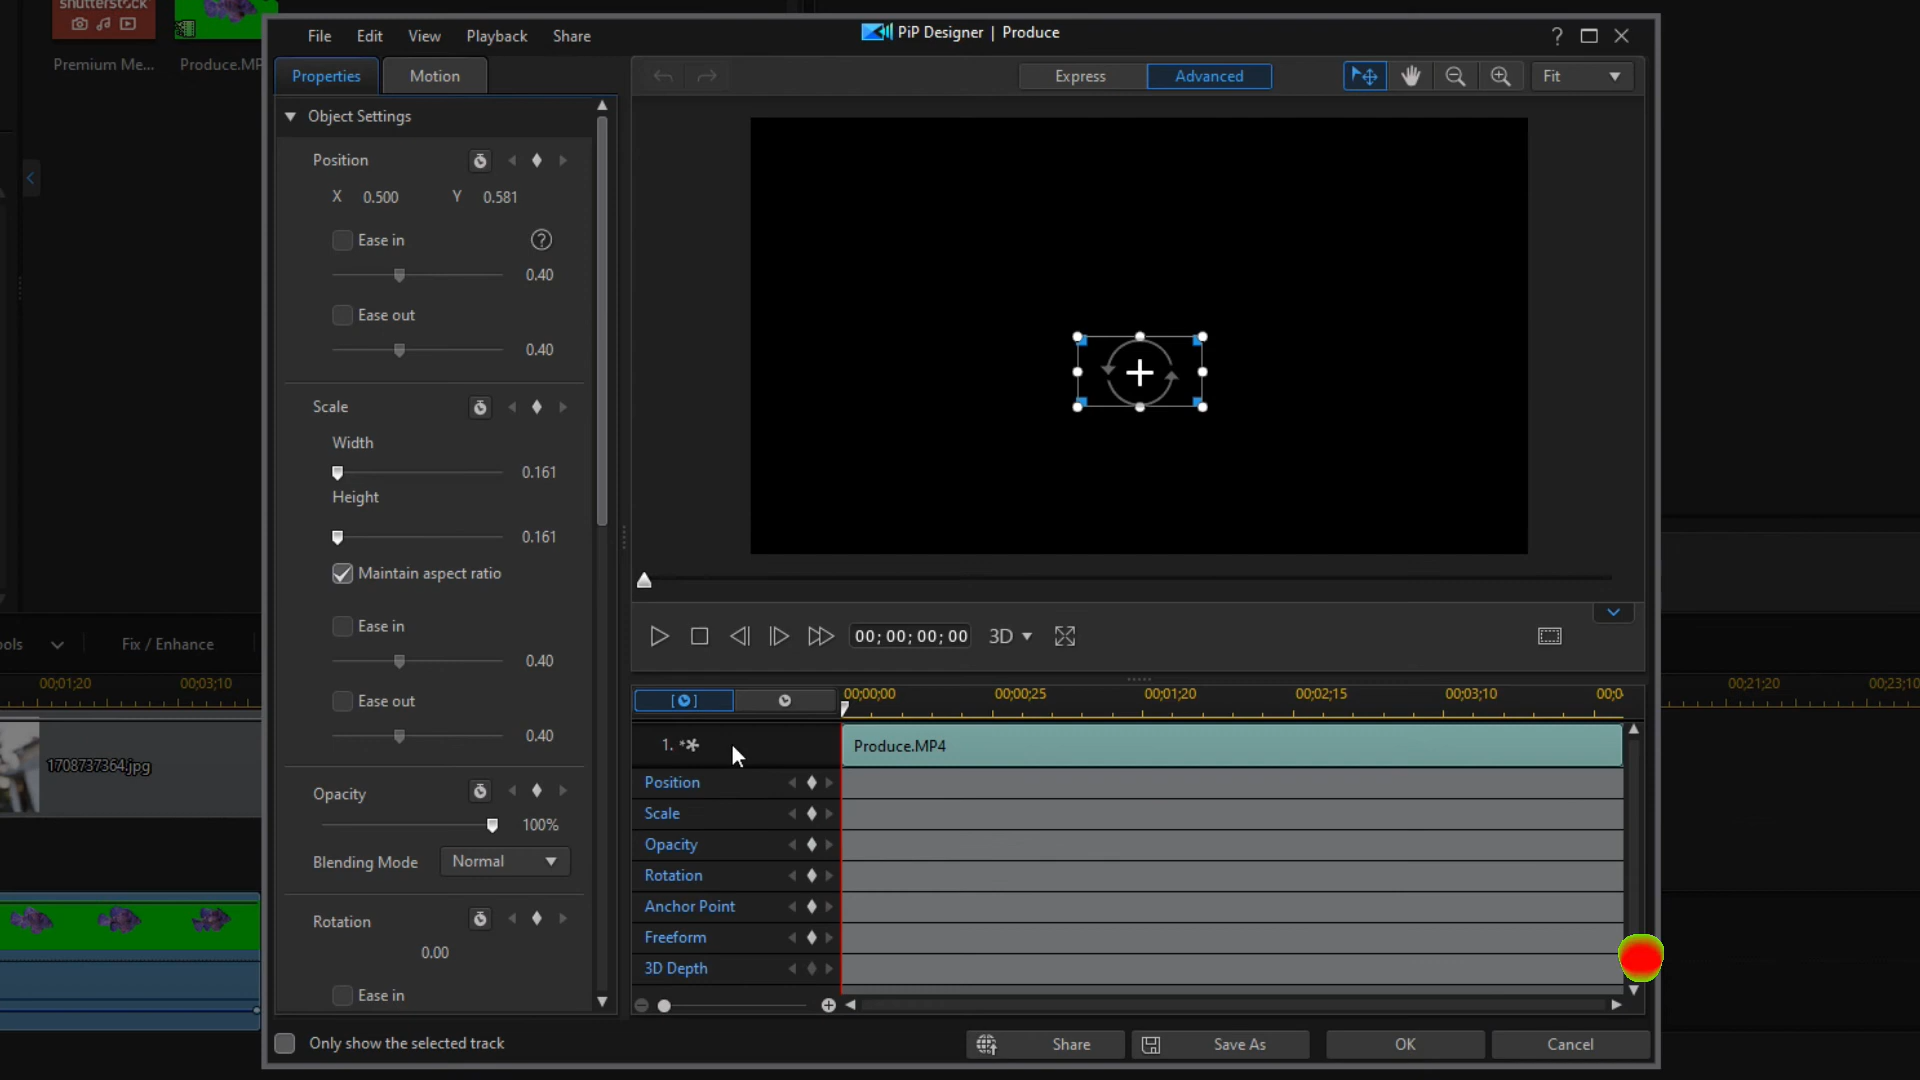 shutterstock
Premium Me...
Produce.MP
File Edit View Playback Share
PiP Designer | Produce
?
Properties Motion
Express Advanced
Fit
Object Settings
Position
X 0.500 Y 0.581
Ease in ?
0.40
Ease out
0.40
Scale
Width
0.161
Height
0.161
Maintain aspect ratio
Ease in
0.40
Ease out
0.40
Opacity
100%
Blending Mode Normal
Rotation
0.00
Ease in
Only show the selected track
00;00;00;00 3D
00;00;00 00;00;25 00;01;20 00;02;15 00;03;10 00;0
1. Produce.MP4
Position
Scale
Opacity
Rotation
Anchor Point
Freeform
3D Depth
Share Save As OK Cancel
ols Fix / Enhance
00;01;20 00;03;10
00;21;20 00;23;10
1708737364.jpg